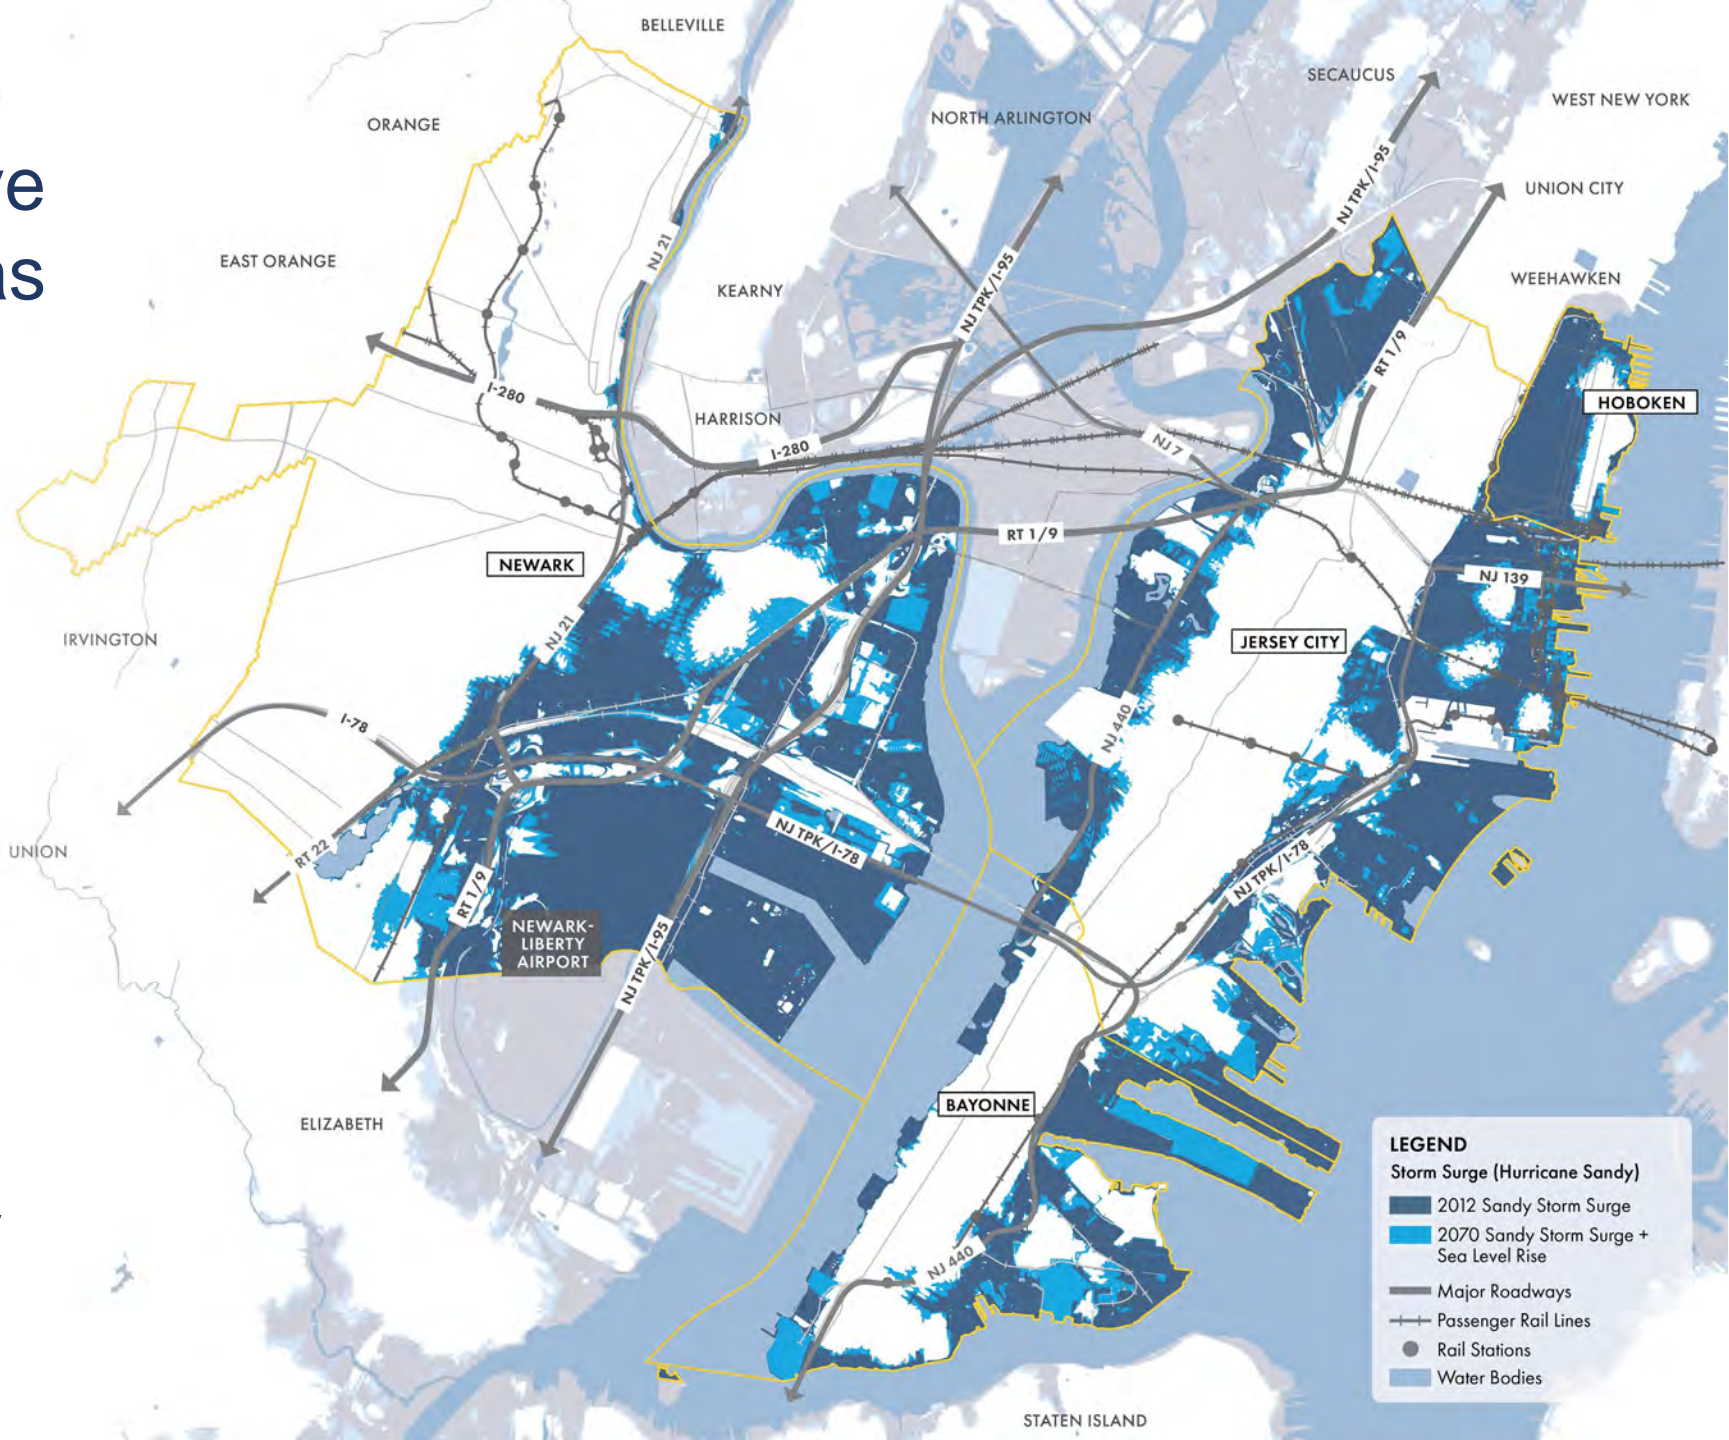 BELLEVILLE
SECAUCUS
WEST NEW YORK
NORTH ARLINGTON
ORANGE
NJ TPK/I-95
UNION CITY
NJ 21
EAST ORANGE
WEEHAWKEN
KEARNY
NJ TPK/I-95
RT 1/9
I-280
HOBOKEN
HARRISON
I-280
NJ 7
RT 1/9
NEWARK
NJ 139
NJ 21
IRVINGTON
JERSEY CITY
I-78
NJ 440
NJ TPK/I-78
UNION
RT 22
NJ TPK/I-78
RT 1/9
NEWARK-
LIBERTY
AIRPORT
NJ TPK/I-95
BAYONNE
ELIZABETH
NJ 440
STATEN ISLAND
LEGEND
Storm Surge (Hurricane Sandy)
2012 Sandy Storm Surge
2070 Sandy Storm Surge +
Sea Level Rise
Major Roadways
Passenger Rail Lines
Rail Stations
Water Bodies